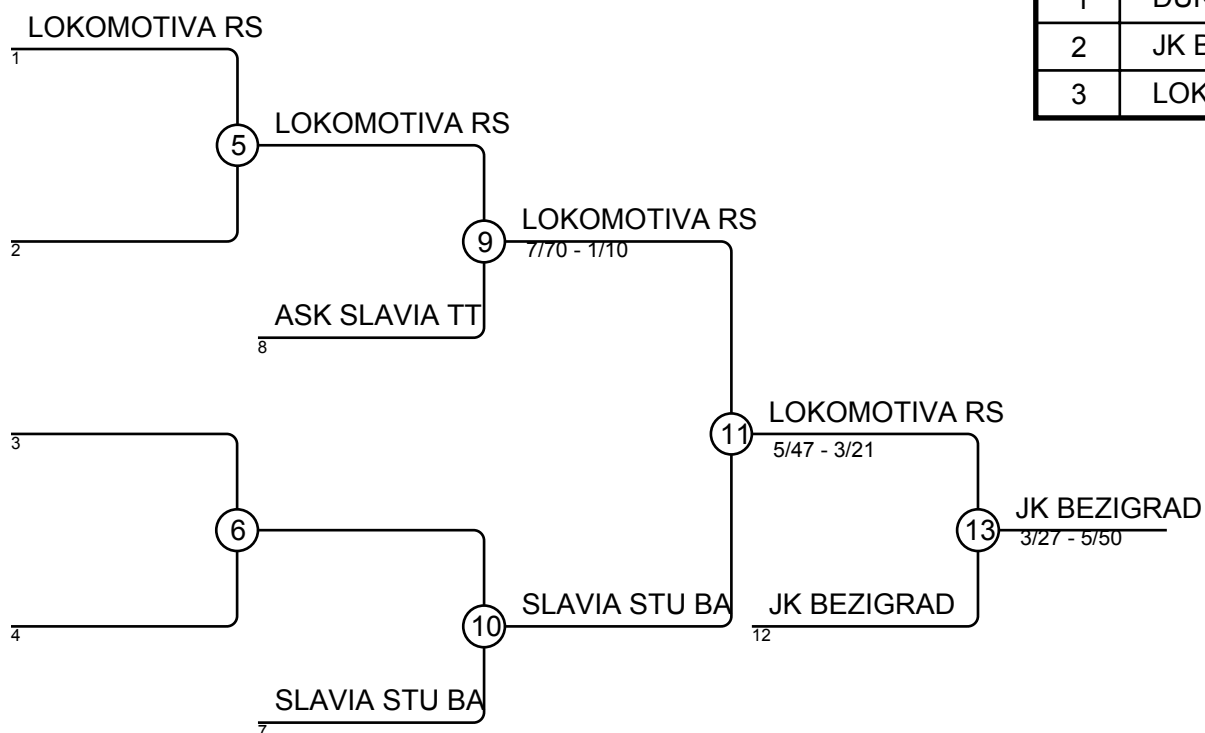 LOKOMOTIVA RS
1
2 JK
3
5 LOKOMOTIVA RS
2
9 LOKOMOTIVA RS
7/70 - 1/10
ASK SLAVIA TT
8
3
11 LOKOMOTIVA RS
5/47 - 3/21
6
13 JK BEZIGRAD
3/27 - 5/50
4
10 SLAVIA STU BA
JK BEZIGRAD
12
SLAVIA STU BA
7